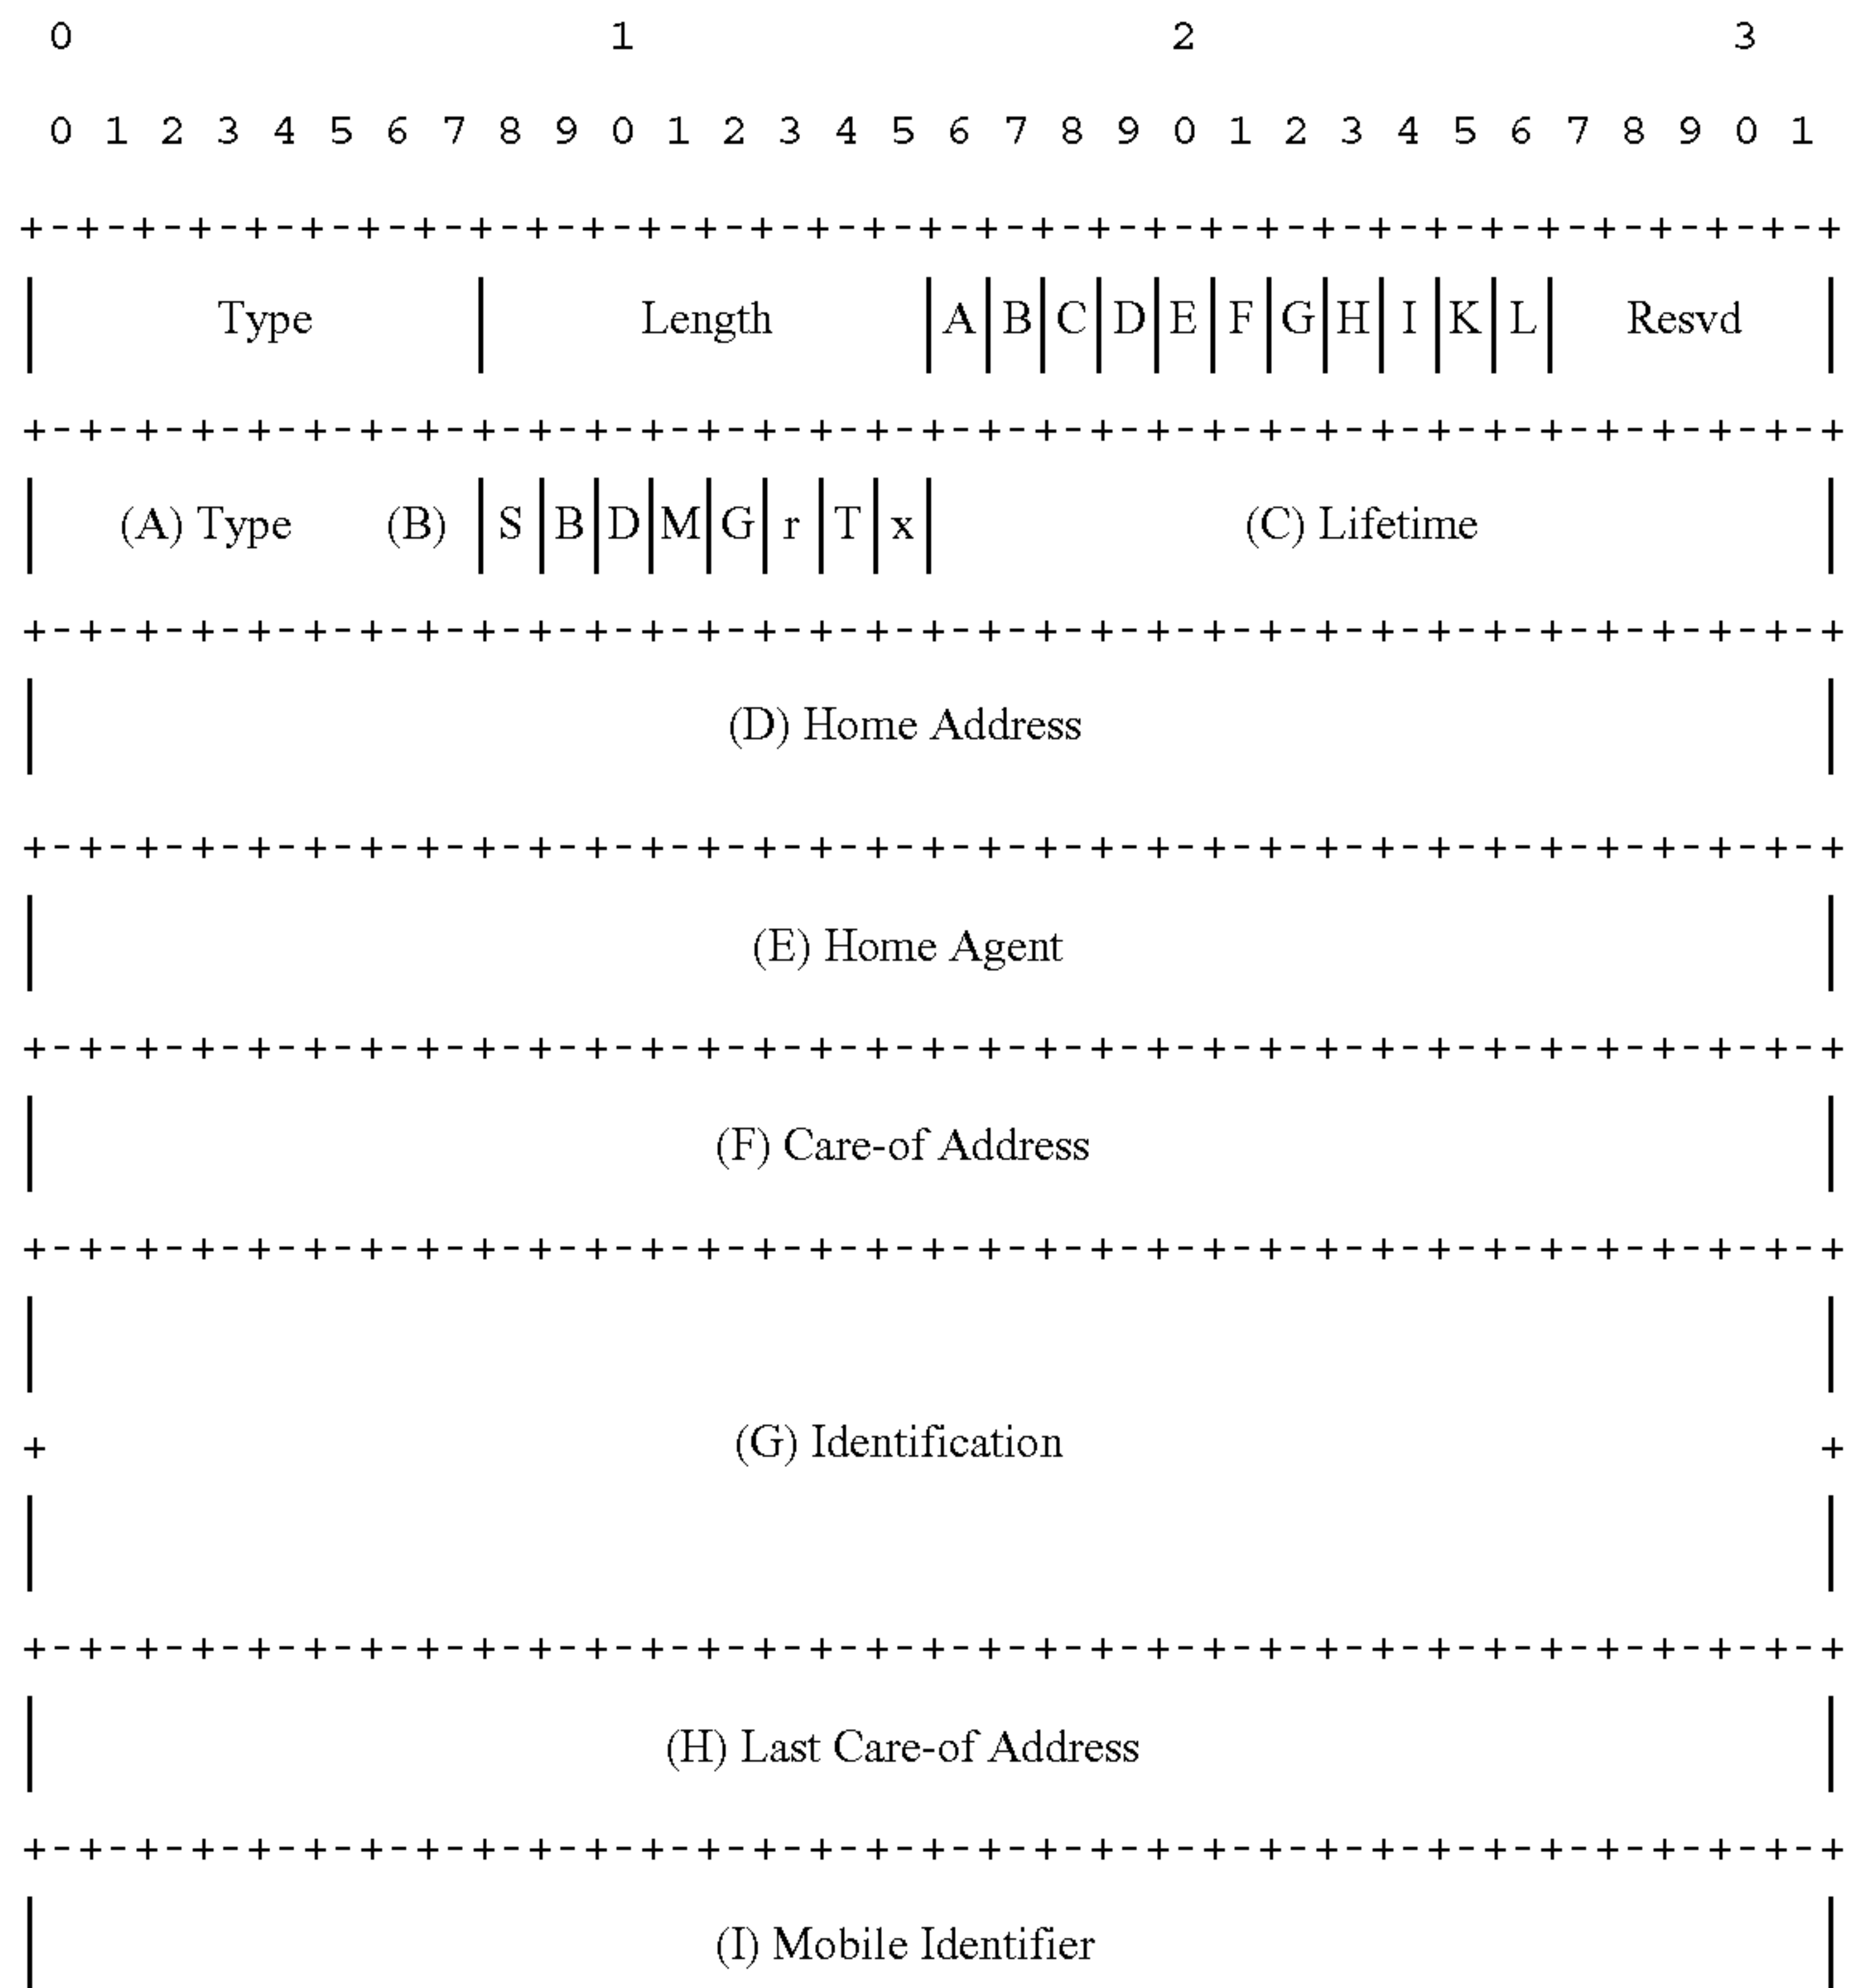 0 1 2 3
0 1 2 3 4 5 6 7 8 9 0 1 2 3 4 5 6 7 8 9 0 1 2 3 4 5 6 7 8 9 0 1
+-+-+-+-+-+-+-+-+-+-+-+-+-+-+-+-+-+-+-+-+-+-+-+-+-+-+-+-+-+-+-+-+
| Type | Length |A|B|C|D|E|F|G|H|I|K|L| Resvd |
+-+-+-+-+-+-+-+-+-+-+-+-+-+-+-+-+-+-+-+-+-+-+-+-+-+-+-+-+-+-+-+-+
| (A) Type (B) |S|B|D|M|G|r|T|x| (C) Lifetime |
+-+-+-+-+-+-+-+-+-+-+-+-+-+-+-+-+-+-+-+-+-+-+-+-+-+-+-+-+-+-+-+-+
| (D) Home Address |
+-+-+-+-+-+-+-+-+-+-+-+-+-+-+-+-+-+-+-+-+-+-+-+-+-+-+-+-+-+-+-+-+
| (E) Home Agent |
+-+-+-+-+-+-+-+-+-+-+-+-+-+-+-+-+-+-+-+-+-+-+-+-+-+-+-+-+-+-+-+-+
| (F) Care-of Address |
+-+-+-+-+-+-+-+-+-+-+-+-+-+-+-+-+-+-+-+-+-+-+-+-+-+-+-+-+-+-+-+-+
| |
+ (G) Identification +
| |
+-+-+-+-+-+-+-+-+-+-+-+-+-+-+-+-+-+-+-+-+-+-+-+-+-+-+-+-+-+-+-+-+
| (H) Last Care-of Address |
+-+-+-+-+-+-+-+-+-+-+-+-+-+-+-+-+-+-+-+-+-+-+-+-+-+-+-+-+-+-+-+-+
| (I) Mobile Identifier |